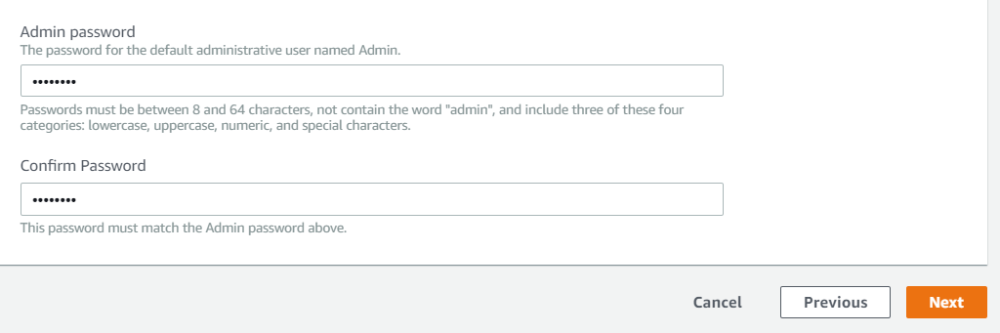 Admin password
The password for the default administrative user named Admin.
••••••••
Passwords must be between 8 and 64 characters, not contain the word "admin", and include three of these four
categories: lowercase, uppercase, numeric, and special characters.
Confirm Password
••••••••
This password must match the Admin password above.
Cancel Previous Next